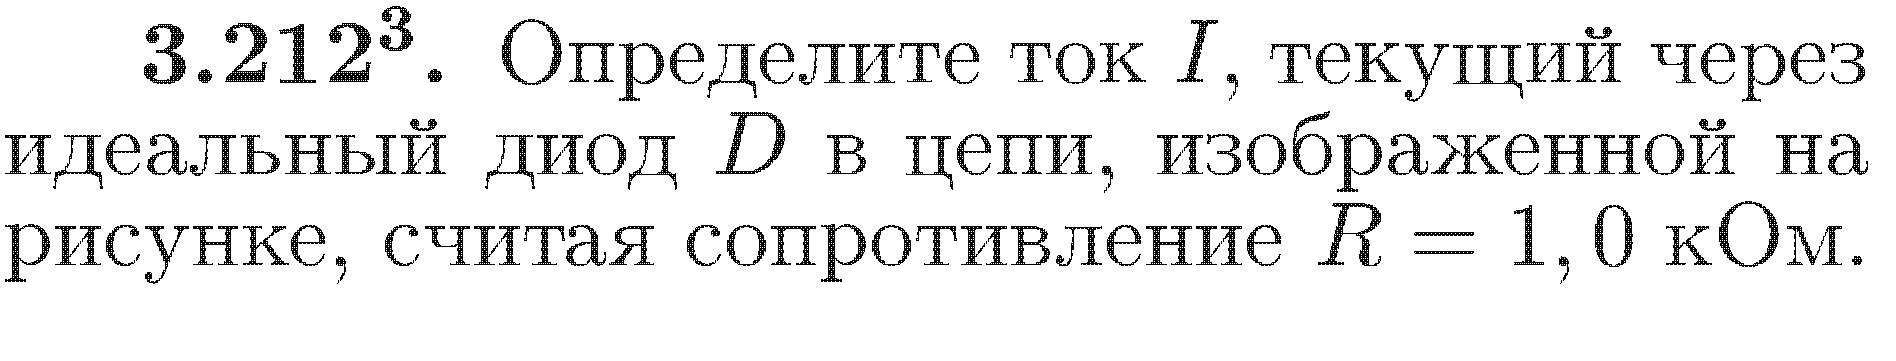 3.212³. Определите ток I, текущий через
идеальный диод D в цепи, изображенной на
рисунке, считая сопротивление R = 1,0 кОм.